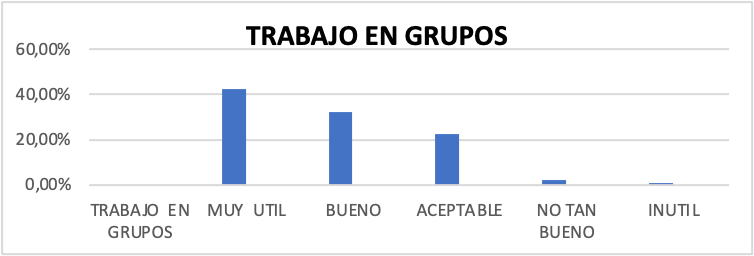 TRABAJO EN GRUPOS
60,00%
40,00%
20,00%
0,00%
TRABAJO EN
GRUPOS
MUY UTIL
BUENO
ACEPTABLE
NO TAN
BUENO
INUTIL